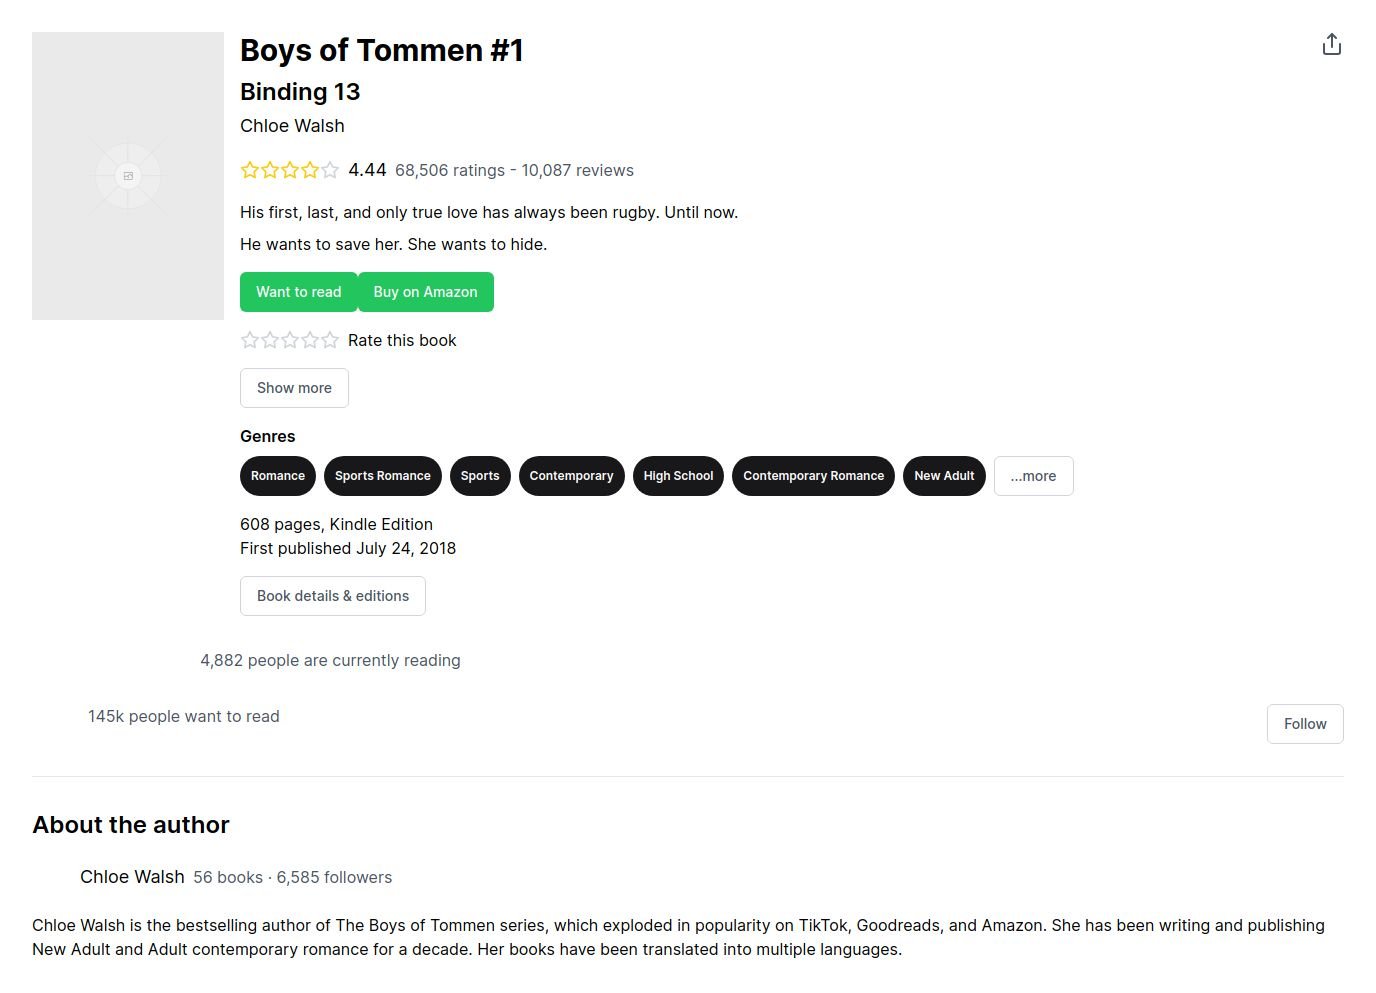 Boys of Tommen #1
Binding 13
Chloe Walsh
4.44 68,506 ratings - 10,087 reviews
His first, last, and only true love has always been rugby. Until now.
He wants to save her. She wants to hide.
Want to read Buy on Amazon
Rate this book
Show more
Genres
Romance Sports Romance Sports Contemporary High School Contemporary Romance New Adult ...more
608 pages, Kindle Edition
First published July 24, 2018
Book details & editions
4,882 people are currently reading
145k people want to read
Follow
About the author
Chloe Walsh 56 books · 6,585 followers
Chloe Walsh is the bestselling author of The Boys of Tommen series, which exploded in popularity on TikTok, Goodreads, and Amazon. She has been writing and publishing
New Adult and Adult contemporary romance for a decade. Her books have been translated into multiple languages.